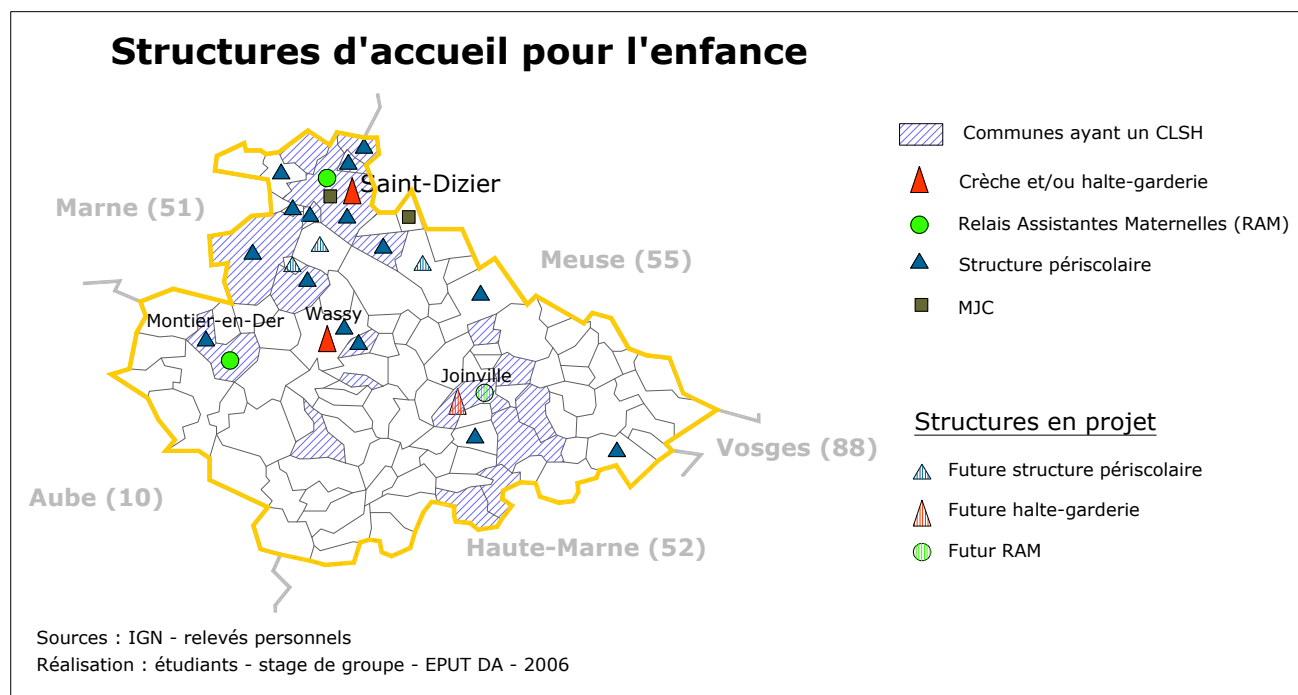 Structures d'accueil pour l'enfance
Communes ayant un CLSH
Crèche et/ou halte-garderie
Relais Assistantes Maternelles (RAM)
Structure périscolaire
MJC
Saint-Dizier
Marne (51)
Meuse (55)
Montier-en-Der
Wassy
Joinville
Vosges (88)
Aube (10)
Haute-Marne (52)
Structures en projet
Future structure périscolaire
Future halte-garderie
Futur RAM
Sources : IGN - relevés personnels
Réalisation : étudiants - stage de groupe - EPUT DA - 2006